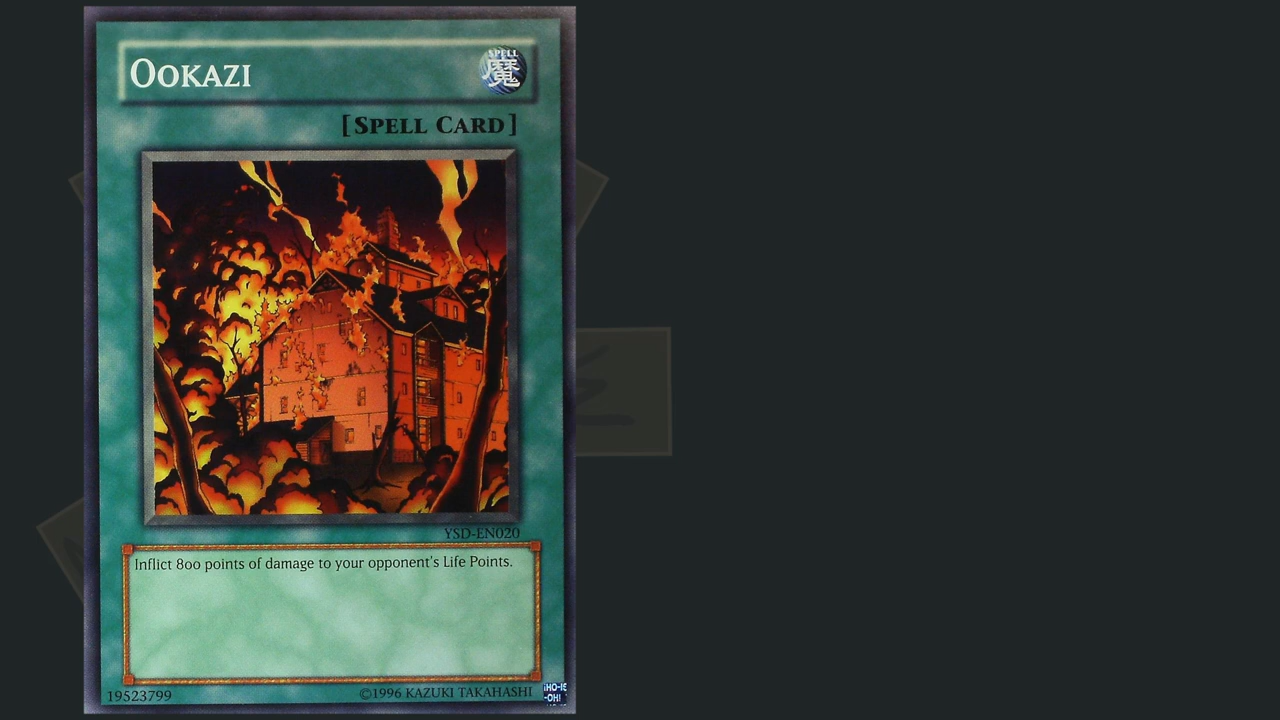 OOKAZI
SPELL
魔
[SPELL CARD]
YSD-EN020
Inflict 800 points of damage to your opponent's Life Points.
19523799
©1996 KAZUKI TAKAHASHI